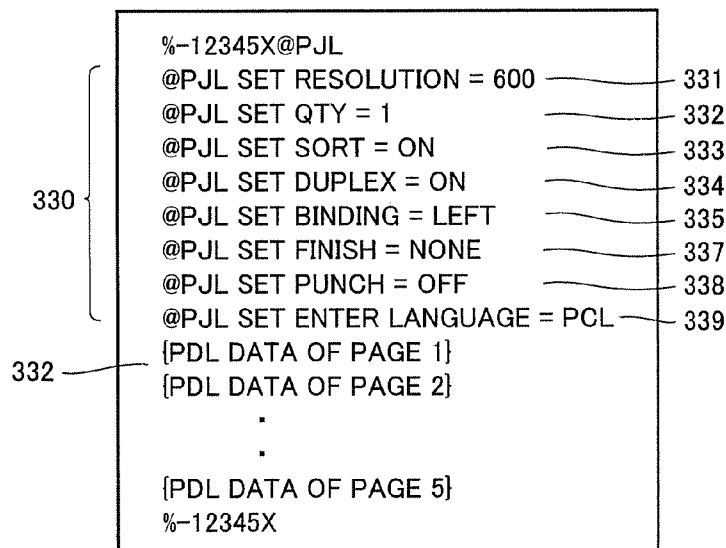 %-12345X@PJL
@PJL SET RESOLUTION = 600 331
@PJL SET QTY = 1 332
@PJL SET SORT = ON 333
@PJL SET DUPLEX = ON 334
330
@PJL SET BINDING = LEFT 335
@PJL SET FINISH = NONE 337
@PJL SET PUNCH = OFF 338
@PJL SET ENTER LANGUAGE = PCL 339
332 {PDL DATA OF PAGE 1}
{PDL DATA OF PAGE 2}
.
.
{PDL DATA OF PAGE 5}
%-12345X